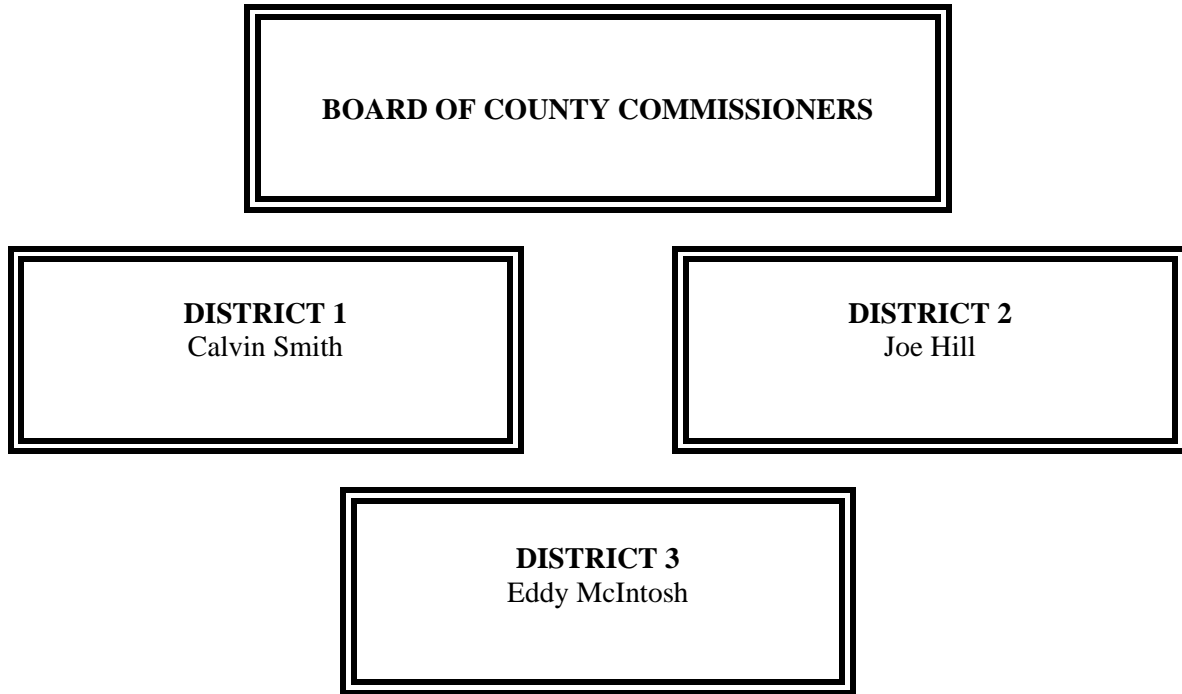 BOARD OF COUNTY COMMISSIONERS
DISTRICT 1
Calvin Smith
DISTRICT 2
Joe Hill
DISTRICT 3
Eddy McIntosh